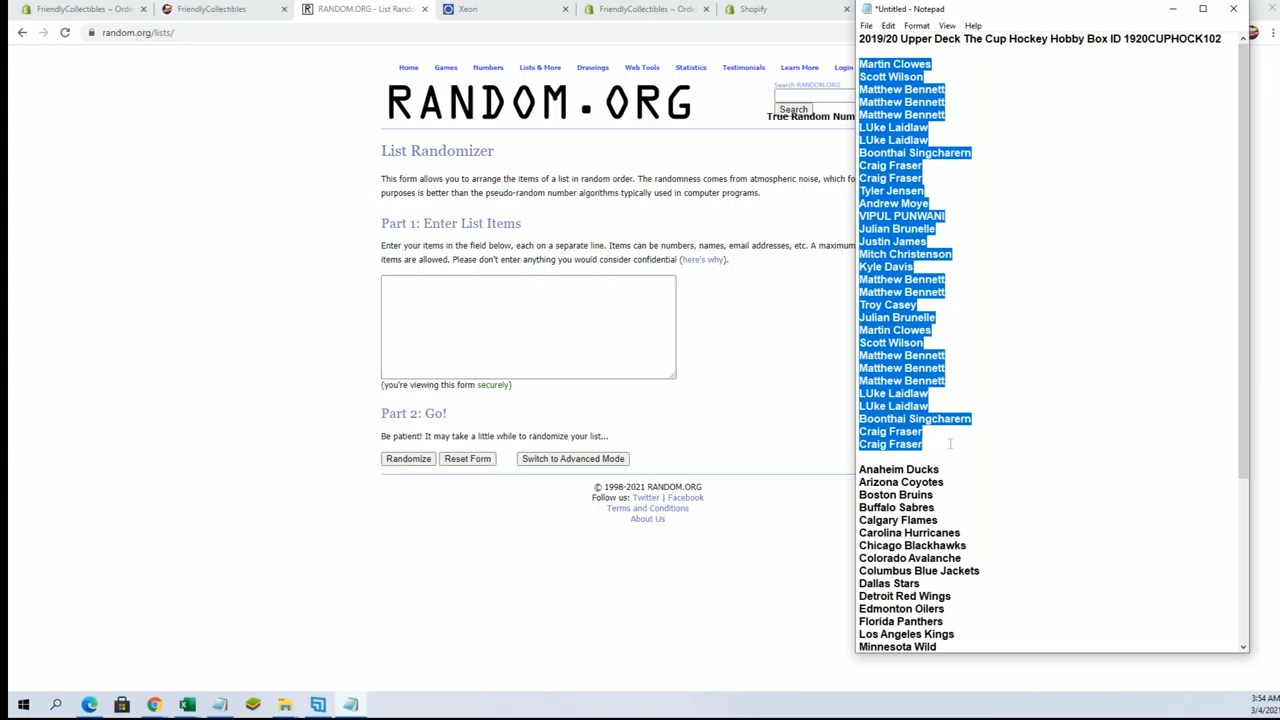 FriendlyCollectibles ~ Order
FriendlyCollectibles
RANDOM.ORG - List Rando
Xeon
FriendlyCollectibles ~ Orde
Shopify
random.org/lists/
Home Games Numbers Lists & More Drawings Web Tools Statistics Testimonials Learn More Login
Search RANDOM.ORG
Search
RANDOM.ORG
True Random Num
List Randomizer
This form allows you to arrange the items of a list in random order. The randomness comes from atmospheric noise, which fo
purposes is better than the pseudo-random number algorithms typically used in computer programs.
Part 1: Enter List Items
Enter your items in the field below, each on a separate line. Items can be numbers, names, email addresses, etc. A maximum
items are allowed. Please don't enter anything you would consider confidential (here's why).
(you're viewing this form securely)
Part 2: Go!
Be patient! It may take a little while to randomize your list...
Randomize Reset Form Switch to Advanced Mode
© 1998-2021 RANDOM.ORG
Follow us: Twitter | Facebook
Terms and Conditions
About Us
*Untitled - Notepad
File Edit Format View Help
2019/20 Upper Deck The Cup Hockey Hobby Box ID 1920CUPHOCK102
Martin Clowes
Scott Wilson
Matthew Bennett
Matthew Bennett
Matthew Bennett
LUke Laidlaw
LUke Laidlaw
Boonthai Singcharern
Craig Fraser
Craig Fraser
Tyler Jensen
Andrew Moye
VIPUL PUNWANI
Julian Brunelle
Justin James
Mitch Christenson
Kyle Davis
Matthew Bennett
Matthew Bennett
Troy Casey
Julian Brunelle
Martin Clowes
Scott Wilson
Matthew Bennett
Matthew Bennett
Matthew Bennett
LUke Laidlaw
LUke Laidlaw
Boonthai Singcharern
Craig Fraser
Craig Fraser
Anaheim Ducks
Arizona Coyotes
Boston Bruins
Buffalo Sabres
Calgary Flames
Carolina Hurricanes
Chicago Blackhawks
Colorado Avalanche
Columbus Blue Jackets
Dallas Stars
Detroit Red Wings
Edmonton Oilers
Florida Panthers
Los Angeles Kings
Minnesota Wild
3:54 AM
3/4/2021